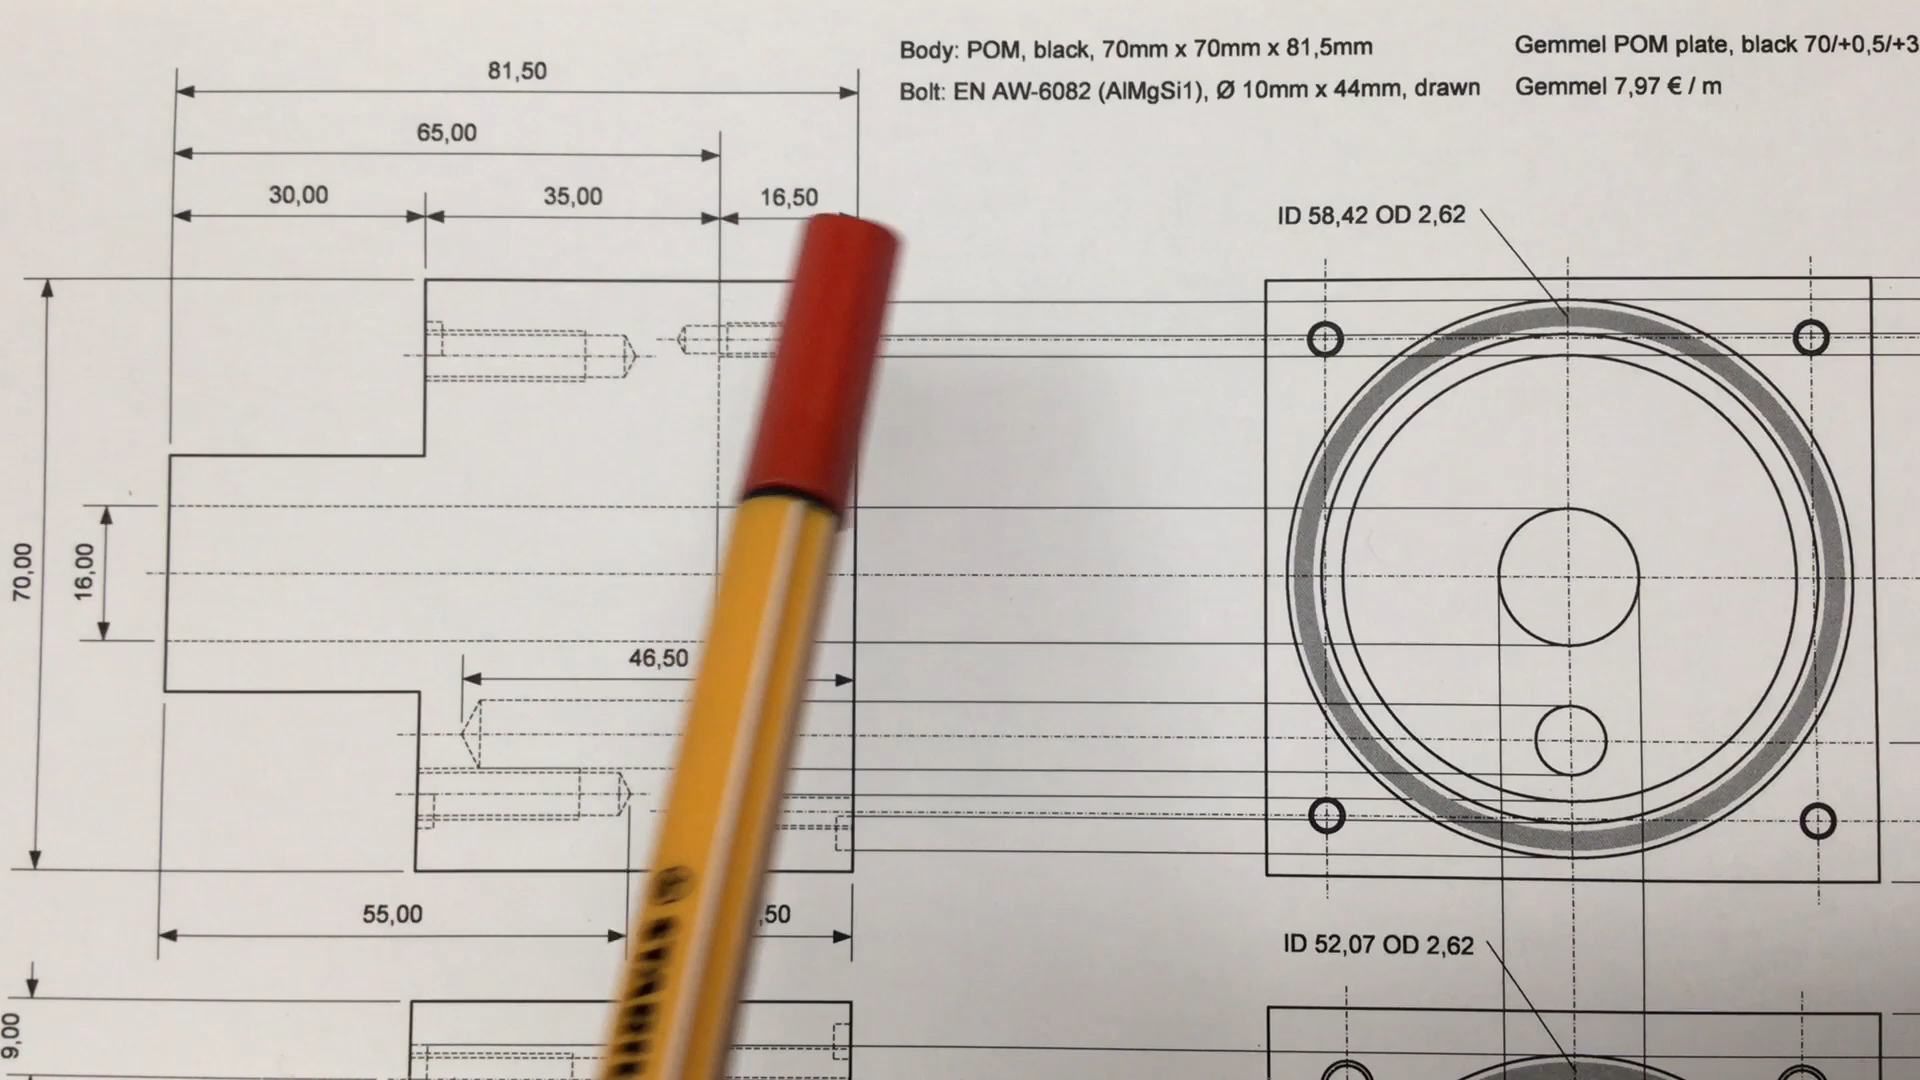 Body: POM, black, 70mm x 70mm x 81,5mm
Gemmel POM plate, black 70/+0,5/+3
Bolt: EN AW-6082 (AlMgSi1), Ø 10mm x 44mm, drawn
Gemmel 7,97 € / m
81,50
65,00
30,00
35,00
16,50
ID 58,42 OD 2,62
70,00
16,00
46,50
55,00
,50
ID 52,07 OD 2,62
9,00